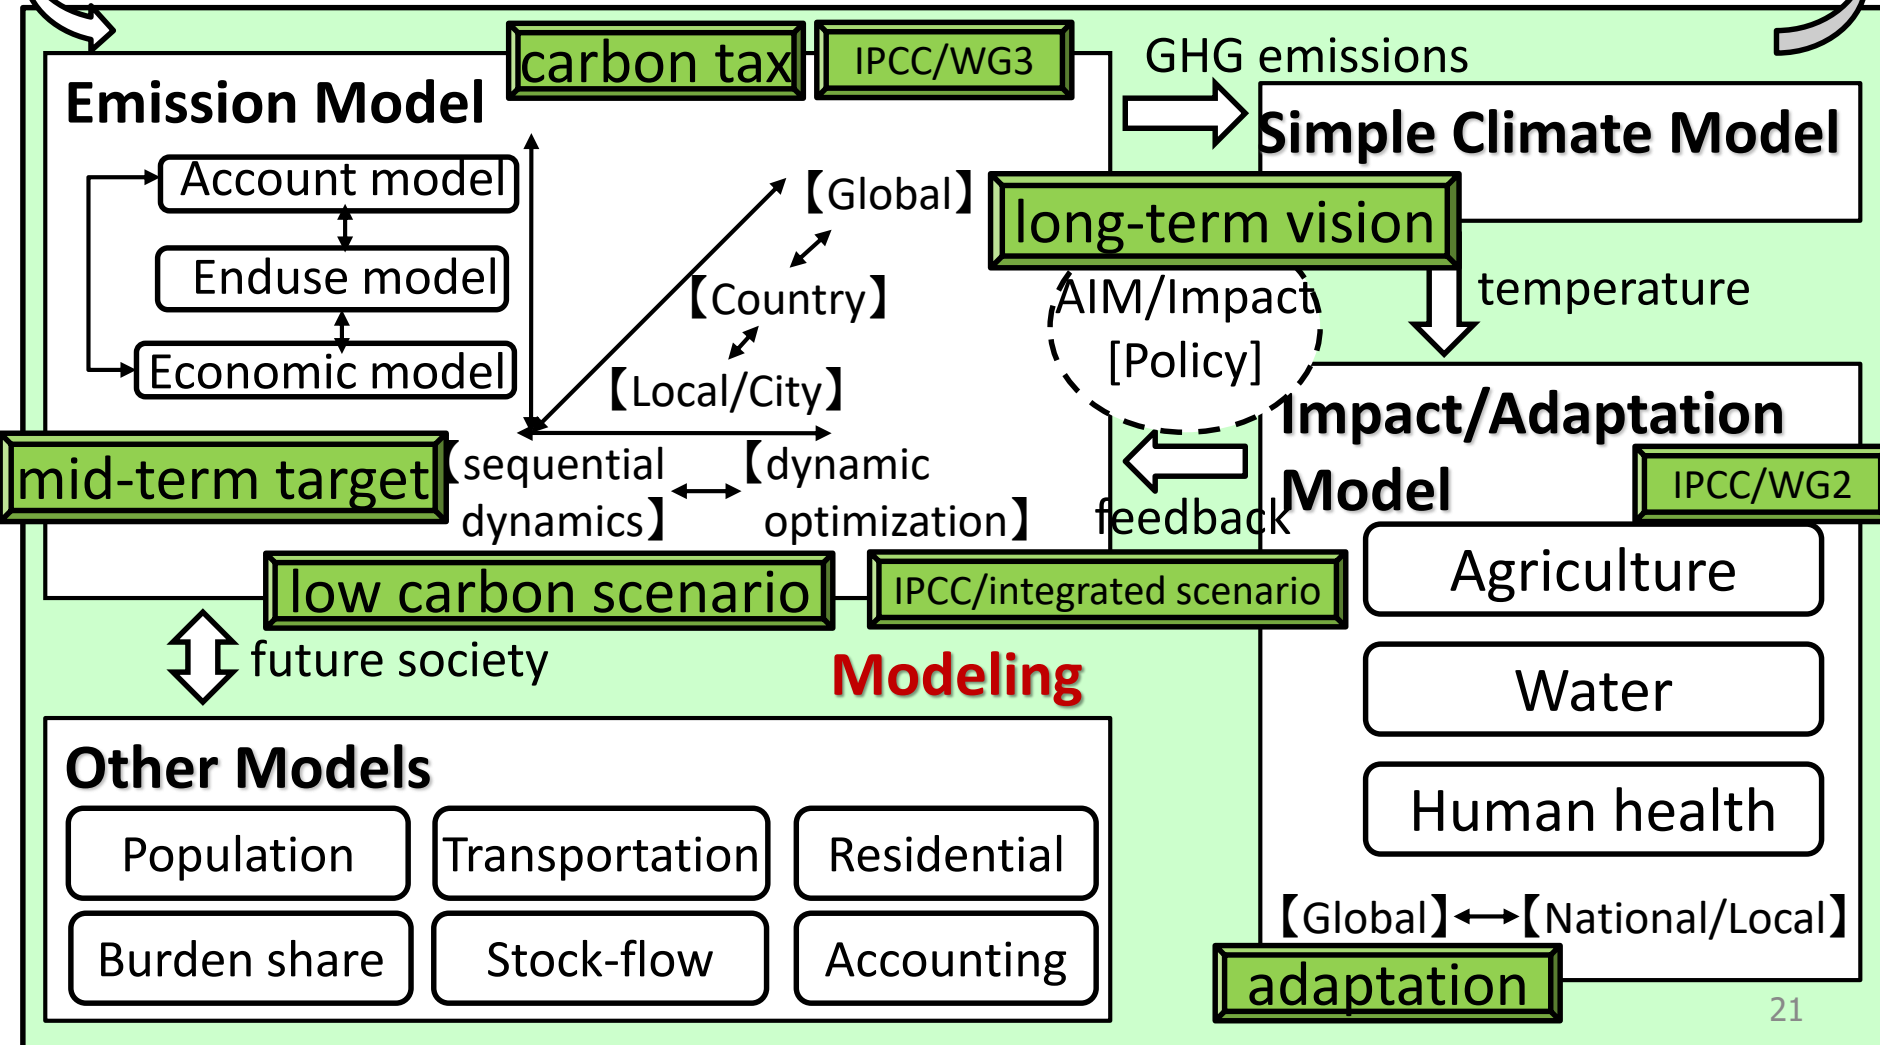 carbon tax
IPCC/WG3
GHG emissions
Emission Model
Simple Climate Model
Account model
【Global】
long-term vision
Enduse model
【Country】
AIM/Impact
[Policy]
temperature
Economic model
【Local/City】
Impact/Adaptation
Model
mid-term target
【sequential
dynamics】
【dynamic
optimization】
feedback
IPCC/WG2
Agriculture
low carbon scenario
IPCC/integrated scenario
future society
Modeling
Water
Other Models
Human health
Population
Transportation
Residential
Burden share
Stock-flow
Accounting
【Global】
【National/Local】
adaptation
21